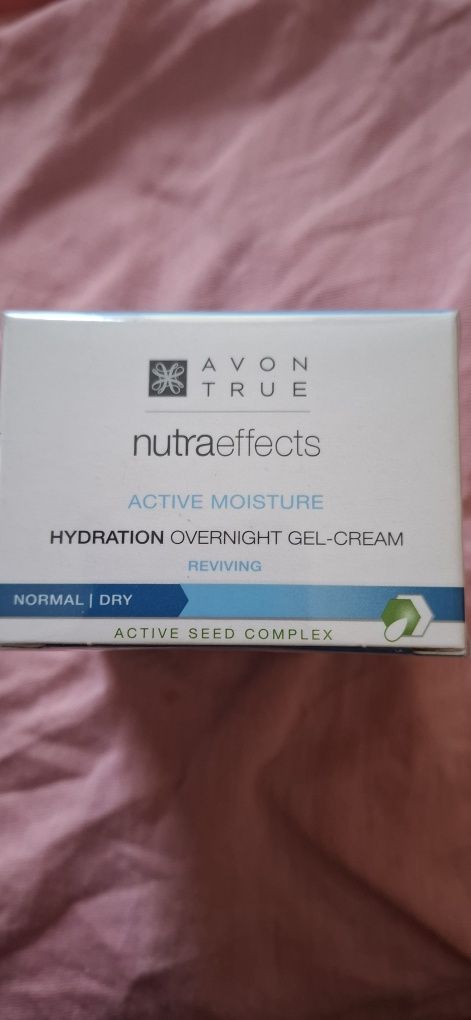 AVON
TRUE
nutraeffects
ACTIVE MOISTURE
HYDRATION OVERNIGHT GEL-CREAM
REVIVING
NORMAL | DRY
ACTIVE SEED COMPLEX